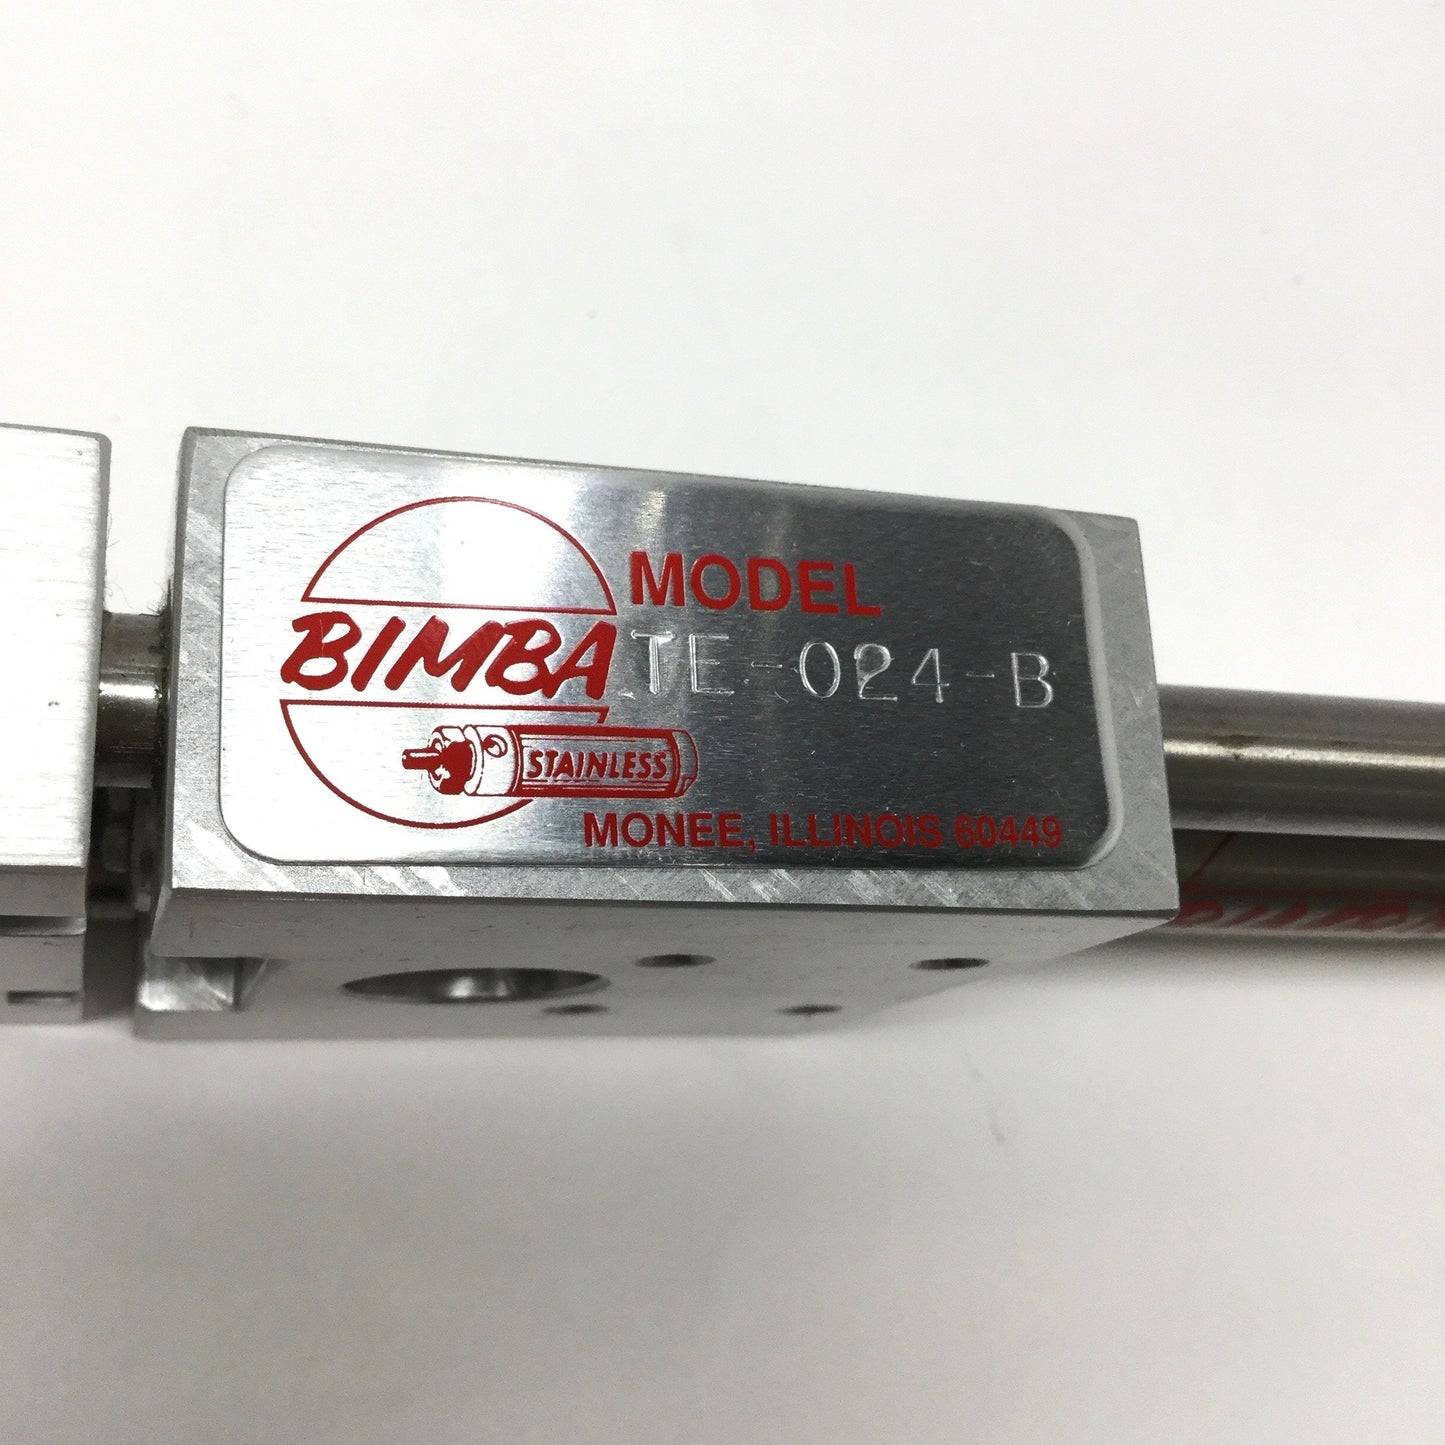 MODEL
BIMBA
TE-024-B
STAINLESS
MONEE, ILLINOIS 60449